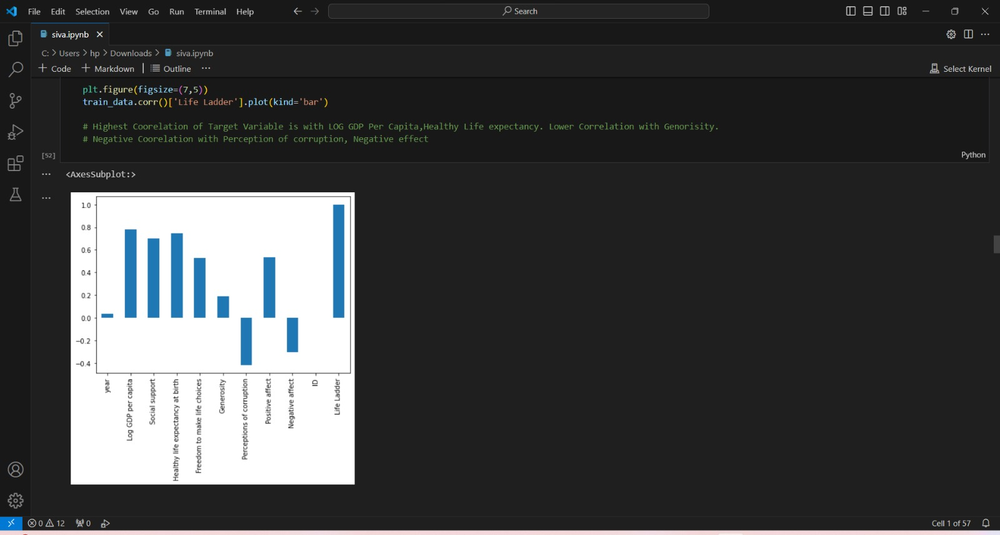 File Edit Selection View Go Run Terminal Help
Search
siva.ipynb
C: > Users > hp > Downloads > siva.ipynb
+ Code + Markdown | Outline ...
Select Kernel
plt.figure(figsize=(7,5))
train_data.corr()['Life Ladder'].plot(kind='bar')
# Highest Coorelation of Target Variable is with LOG GDP Per Capita,Healthy Life expectancy. Lower Correlation with Genorisity.
# Negative Coorelation with Perception of corruption, Negative effect
[52]
Python
<AxesSubplot:>
1.0
0.8
0.6
0.4
0.2
0.0
−0.2
−0.4
year
Log GDP per capita
Social support
Healthy life expectancy at birth
Freedom to make life choices
Generosity
Perceptions of corruption
Positive affect
Negative affect
ID
Life Ladder
0 12 0
Cell 1 of 57